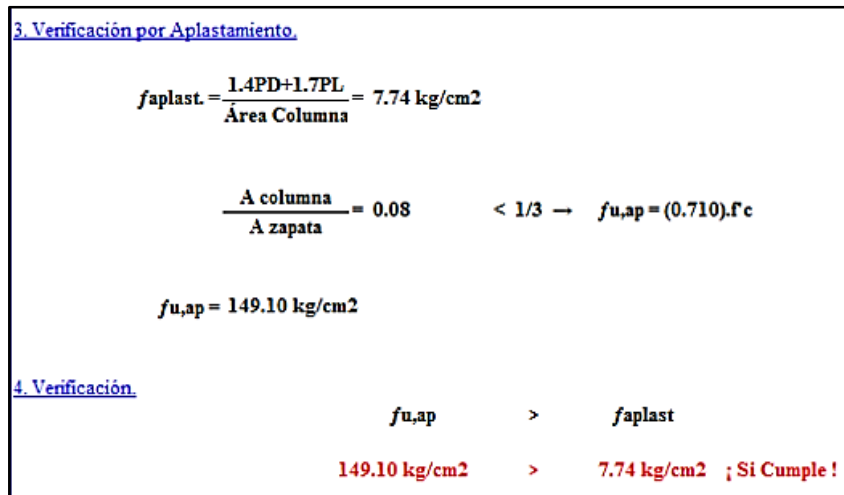 3. Verificación por Aplastamiento.
faplast. = 1.4PD+1.7PL / Área Columna = 7.74 kg/cm2
A columna / A zapata = 0.08 < 1/3 → fu,ap = (0.710).f'c
fu,ap = 149.10 kg/cm2
4. Verificación.
fu,ap > faplast
149.10 kg/cm2 > 7.74 kg/cm2 ¡ Si Cumple !